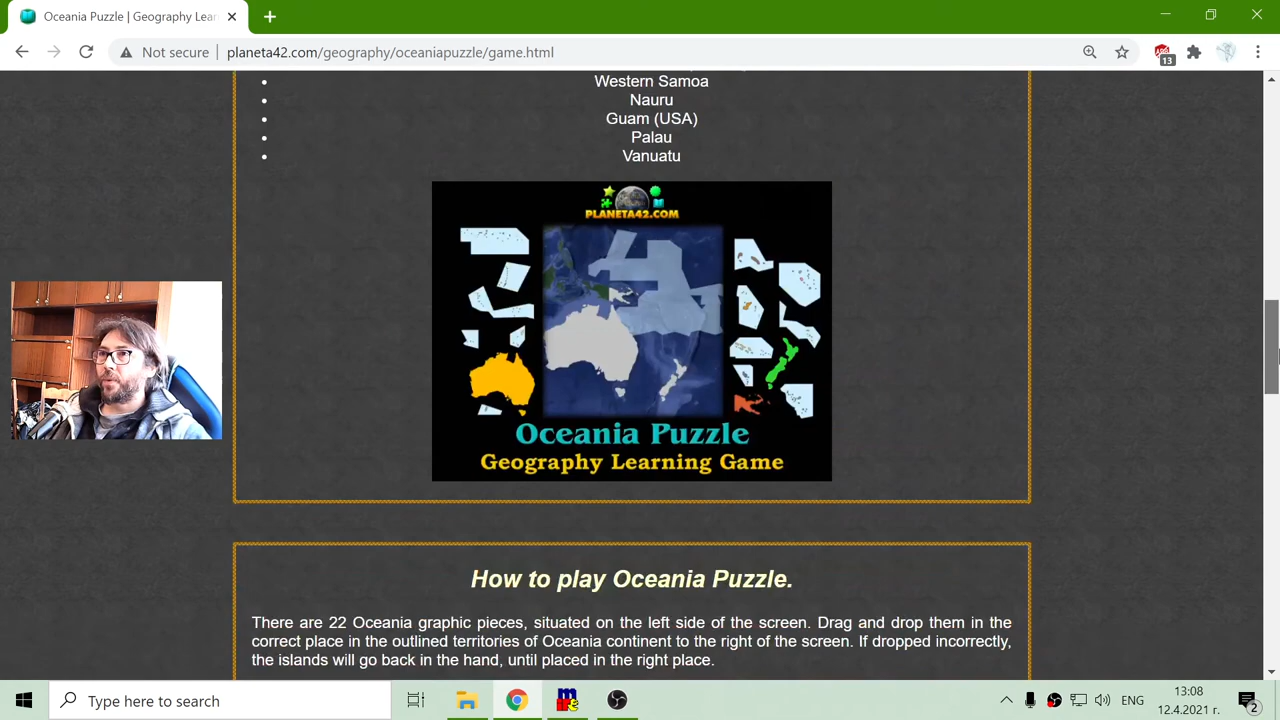 Oceania Puzzle | Geography Lear
Not secure
planeta42.com/geography/oceaniapuzzle/game.html
13
Western Samoa
Nauru
Guam (USA)
Palau
Vanuatu
PLANETA42.COM
Oceania Puzzle
Geography Learning Game
How to play Oceania Puzzle.
There are 22 Oceania graphic pieces, situated on the left side of the screen. Drag and drop them in the
correct place in the outlined territories of Oceania continent to the right of the screen. If dropped incorrectly,
the islands will go back in the hand, until placed in the right place.
Type here to search
ЕНГ
13:08
12.4.2021 г.
2